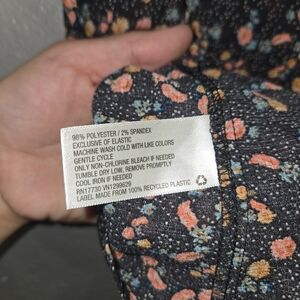 98% POLYESTER / 2% SPANDEX
EXCLUSIVE OF ELASTIC
MACHINE WASH COLD WITH LIKE COLORS
GENTLE CYCLE
ONLY NON-CHLORINE BLEACH IF NEEDED
TUMBLE DRY LOW, REMOVE PROMPTLY
COOL IRON IF NEEDED
RN17730 VN1299629
LABEL MADE FROM 100% RECYCLED PLASTIC